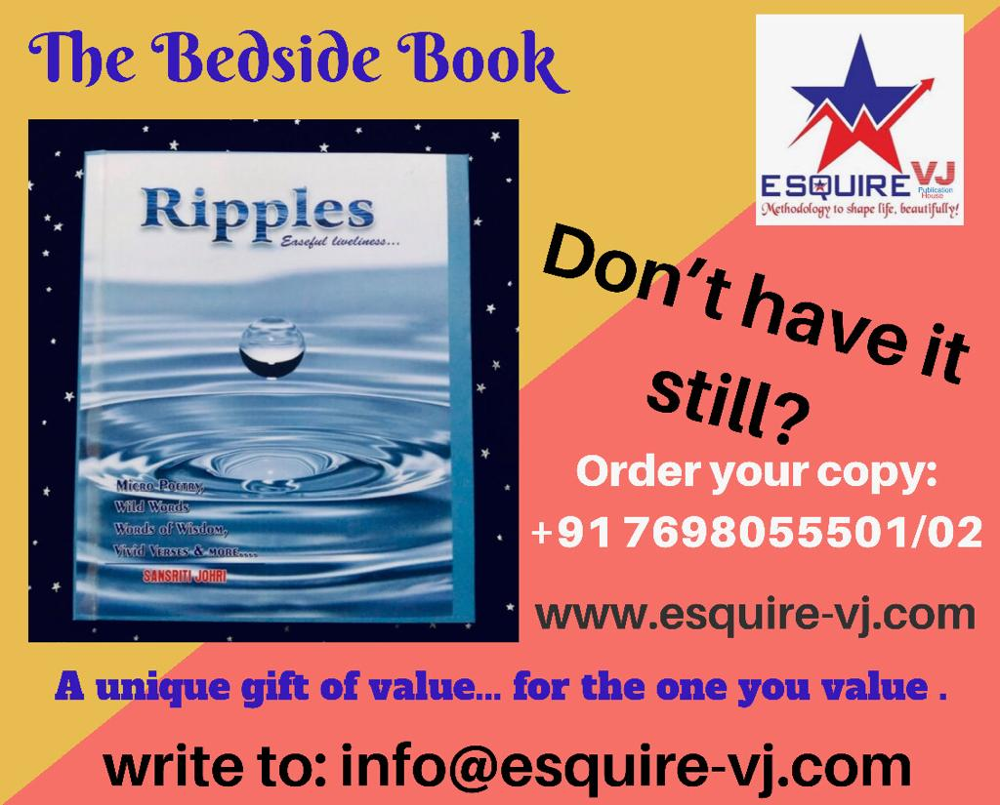 The Bedside Book
ESQUIRE VJ
Publication
House
Methodology to shape life, beautifully!
Ripples
Easeful liveliness...
Micro Poetry,
Wild Words
Words of Wisdom,
Vivid Verses & more....
SANSRITI JOHRI
Don't have it
still?
Order your copy:
+91 7698055501/02
www.esquire-vj.com
A unique gift of value... for the one you value .
write to: info@esquire-vj.com